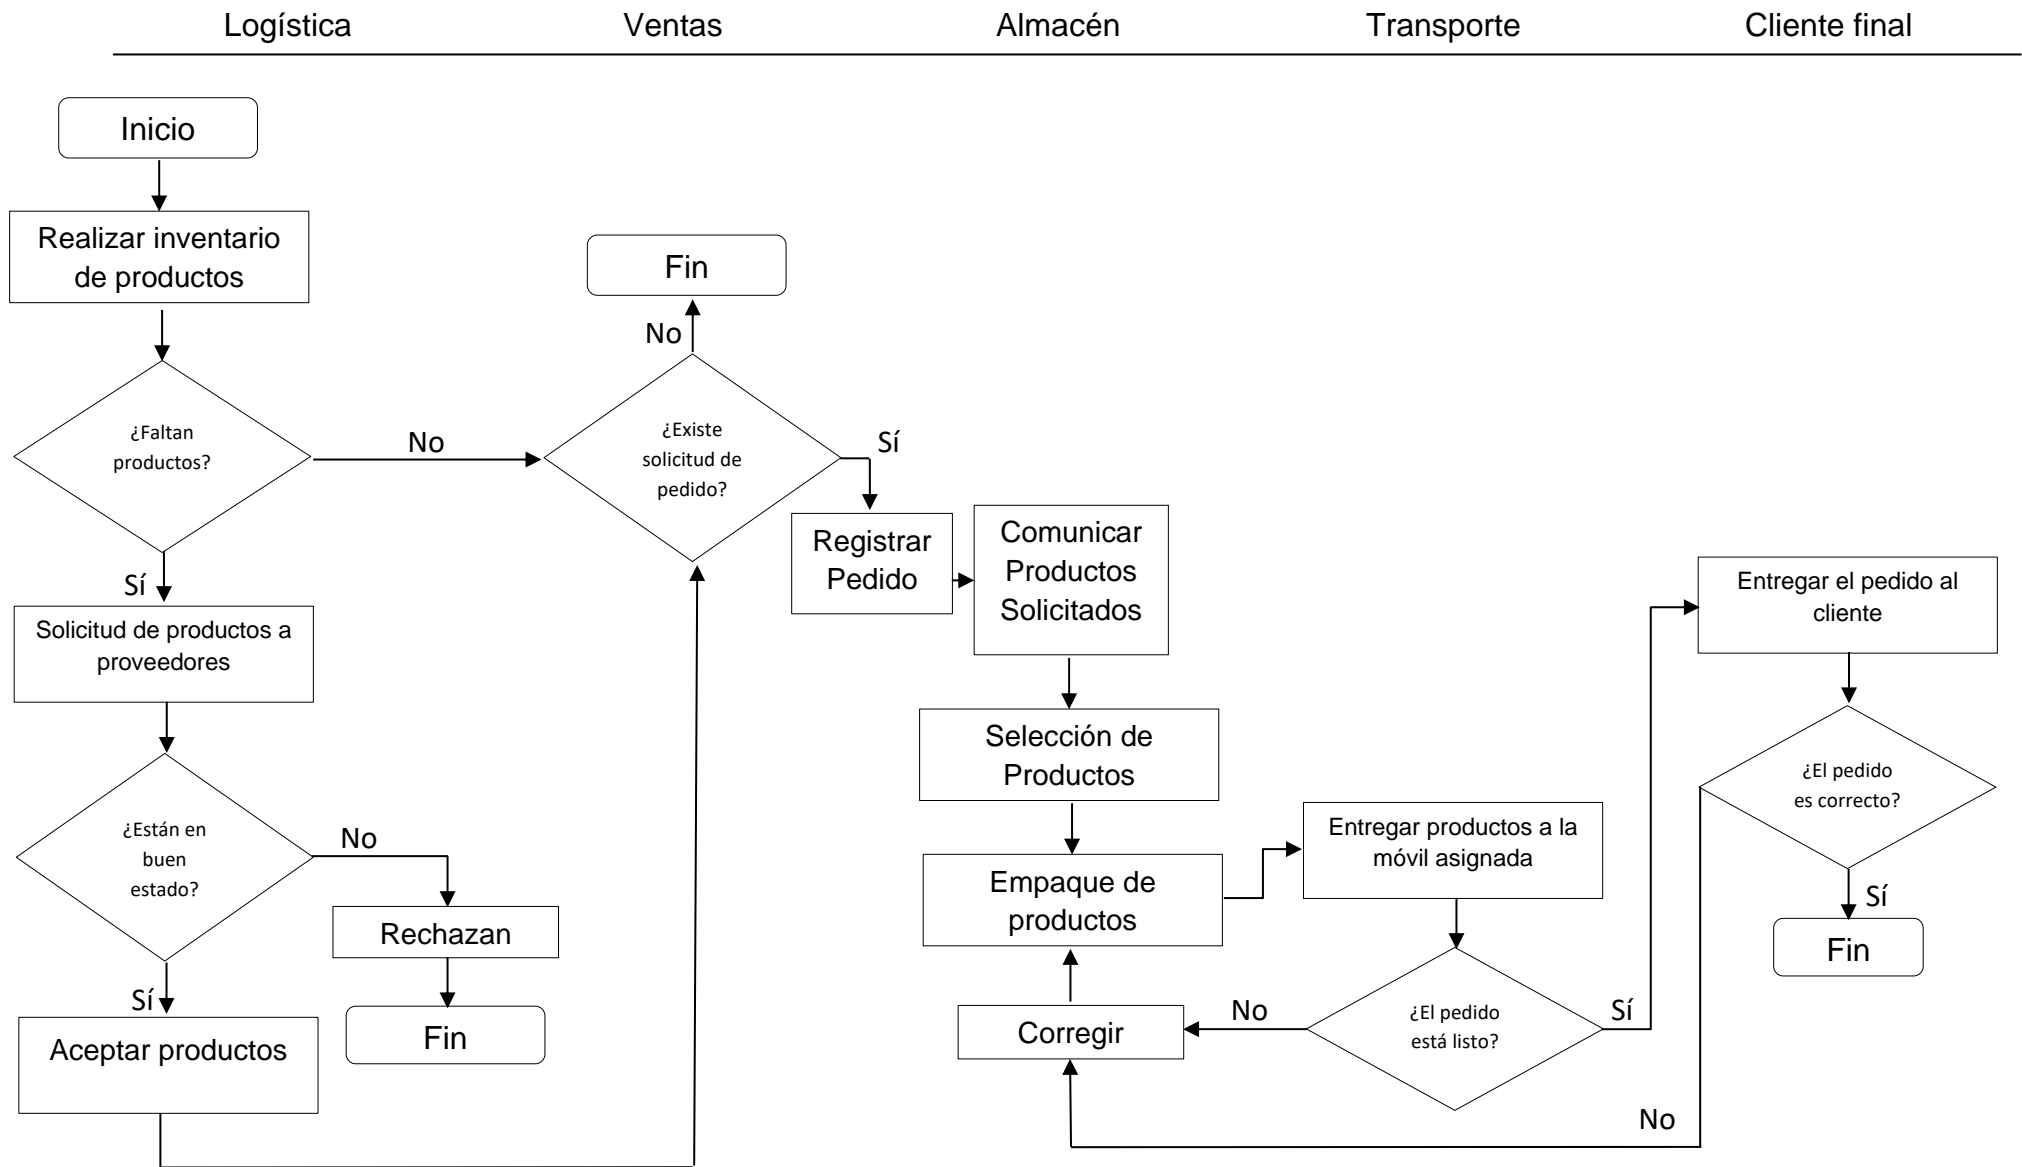 Logística
Ventas
Almacén
Transporte
Cliente final
Inicio
Realizar inventario
de productos
¿Faltan
productos?
No
Sí
Solicitud de productos a
proveedores
¿Están en
buen
estado?
No
Rechazan
Fin
Sí
Aceptar productos
Fin
No
¿Existe
solicitud de
pedido?
Sí
Registrar
Pedido
Comunicar
Productos
Solicitados
Selección de
Productos
Empaque de
productos
Corregir
Entregar productos a la
móvil asignada
¿El pedido
está listo?
No
Sí
Entregar el pedido al
cliente
¿El pedido
es correcto?
Sí
Fin
No